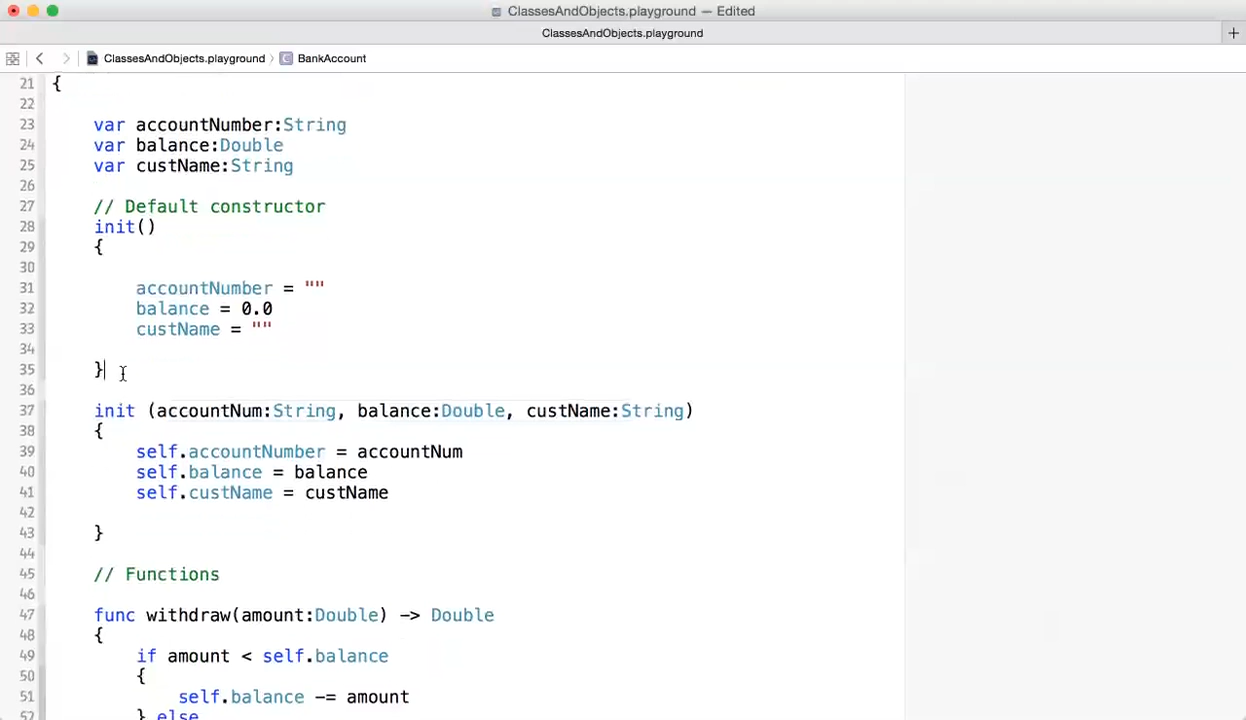 ClassesAndObjects.playground — Edited
ClassesAndObjects.playground
ClassesAndObjects.playground 〉 C BankAccount
21 {
22
23 var accountNumber:String
24 var balance:Double
25 var custName:String
26
27 // Default constructor
28 init()
29 {
30
31 accountNumber = ""
32 balance = 0.0
33 custName = ""
34
35 }
36
37 init (accountNum:String, balance:Double, custName:String)
38 {
39 self.accountNumber = accountNum
40 self.balance = balance
41 self.custName = custName
42
43 }
44
45 // Functions
46
47 func withdraw(amount:Double) -> Double
48 {
49 if amount < self.balance
50 {
51 self.balance -= amount
52 } else